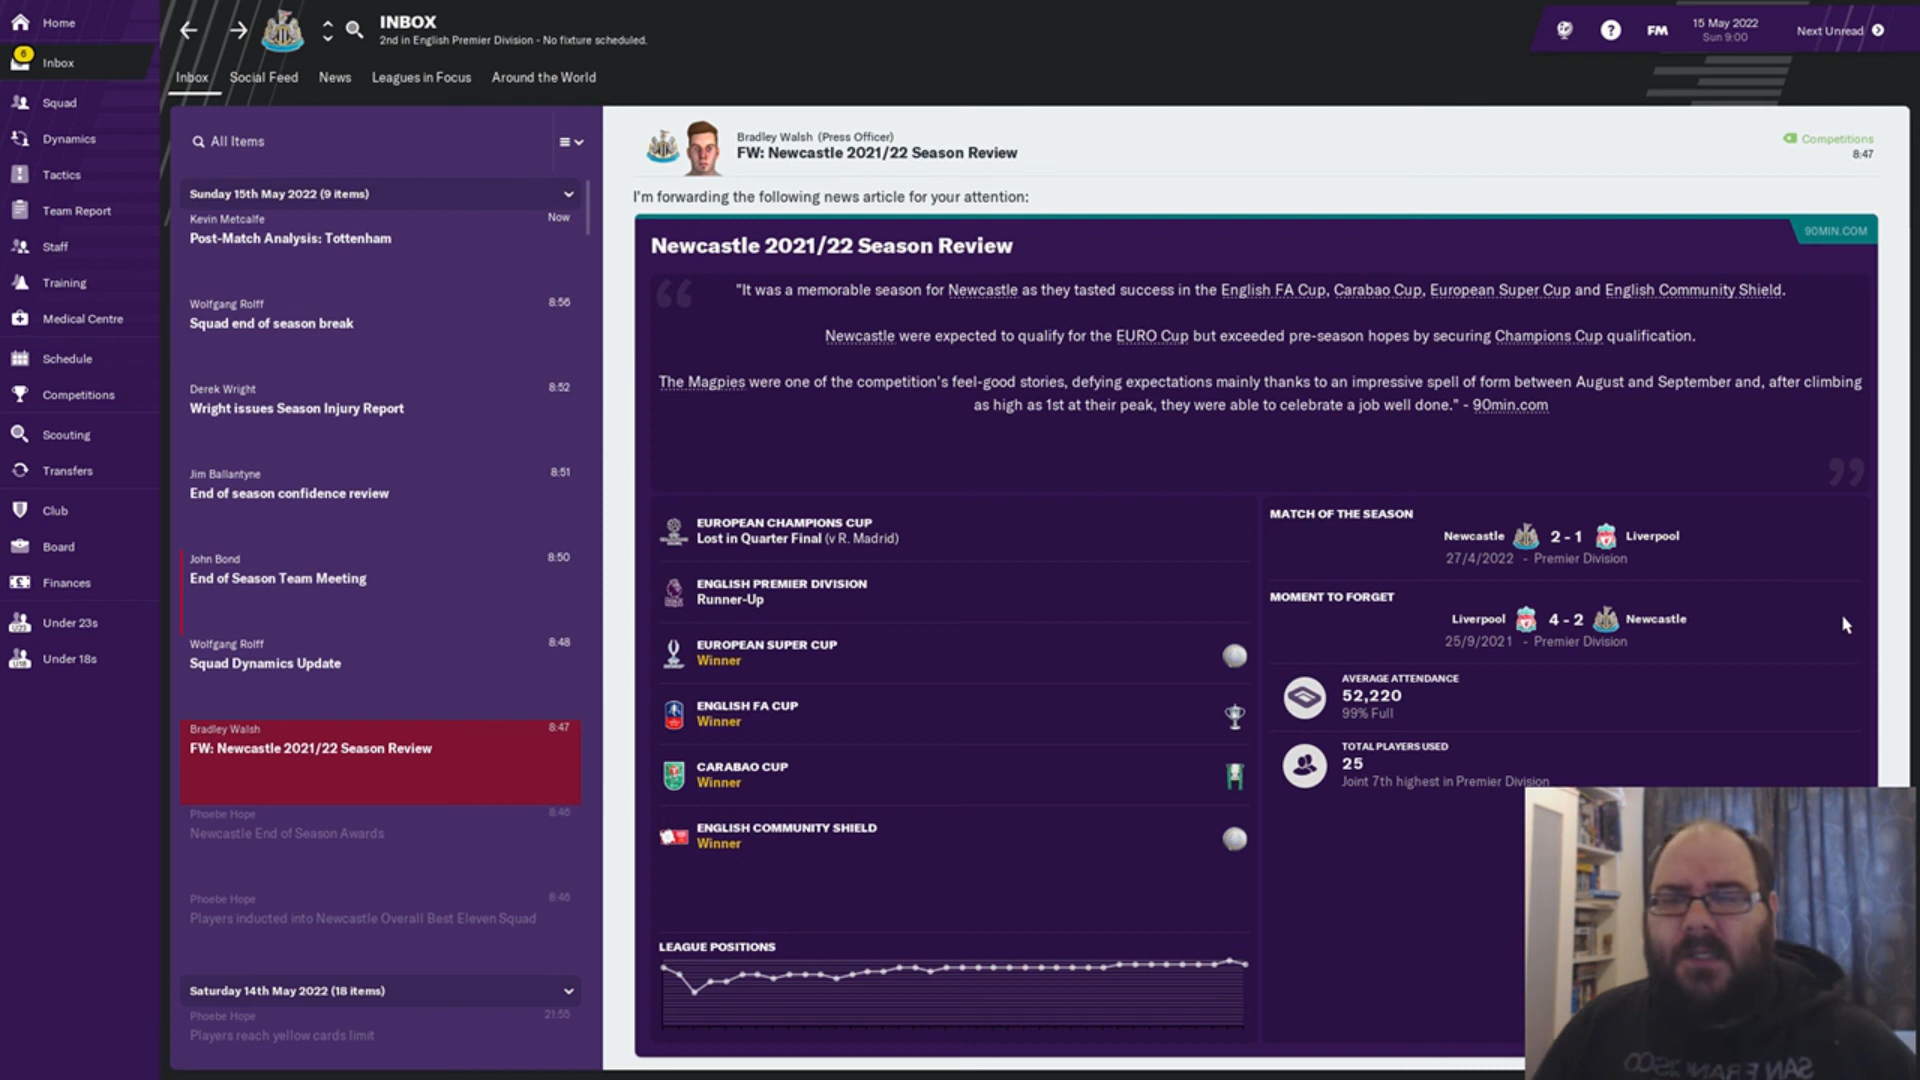 Home
6
Inbox
Squad
Dynamics
Tactics
Team Report
Staff
Training
Medical Centre
Schedule
Competitions
Scouting
Transfers
Club
Board
Finances
Under 23s
Under 18s
INBOX
2nd in English Premier Division - No fixture scheduled.
Inbox Social Feed News Leagues in Focus Around the World
? FM 15 May 2022 Next Unread
Sun 9:00
All Items
Sunday 15th May 2022 (9 items)
Kevin Metcalfe Now
Post-Match Analysis: Tottenham
Wolfgang Rolff 8:56
Squad end of season break
Derek Wright 8:52
Wright issues Season Injury Report
Jim Ballantyne 8:51
End of season confidence review
John Bond 8:50
End of Season Team Meeting
Wolfgang Rolff 8:48
Squad Dynamics Update
Bradley Walsh 8:47
FW: Newcastle 2021/22 Season Review
Phoebe Hope 8:46
Newcastle End of Season Awards
Phoebe Hope 8:46
Players inducted into Newcastle Overall Best Eleven Squad
Saturday 14th May 2022 (18 items)
Phoebe Hope 21:55
Players reach yellow cards limit
Bradley Walsh (Press Officer)
FW: Newcastle 2021/22 Season Review
Competitions
8:47
I'm forwarding the following news article for your attention:
Newcastle 2021/22 Season Review
90MIN.COM
"It was a memorable season for Newcastle as they tasted success in the English FA Cup, Carabao Cup, European Super Cup and English Community Shield.
Newcastle were expected to qualify for the EURO Cup but exceeded pre-season hopes by securing Champions Cup qualification.
The Magpies were one of the competition's feel-good stories, defying expectations mainly thanks to an impressive spell of form between August and September and, after climbing
as high as 1st at their peak, they were able to celebrate a job well done." - 90min.com
EUROPEAN CHAMPIONS CUP
Lost in Quarter Final (v R. Madrid)
ENGLISH PREMIER DIVISION
Runner-Up
EUROPEAN SUPER CUP
Winner
ENGLISH FA CUP
Winner
CARABAO CUP
Winner
ENGLISH COMMUNITY SHIELD
Winner
LEAGUE POSITIONS
MATCH OF THE SEASON
Newcastle 2 - 1 Liverpool
27/4/2022 - Premier Division
MOMENT TO FORGET
Liverpool 4 - 2 Newcastle
25/9/2021 - Premier Division
AVERAGE ATTENDANCE
52,220
99% Full
TOTAL PLAYERS USED
25
Joint 7th highest in Premier Division